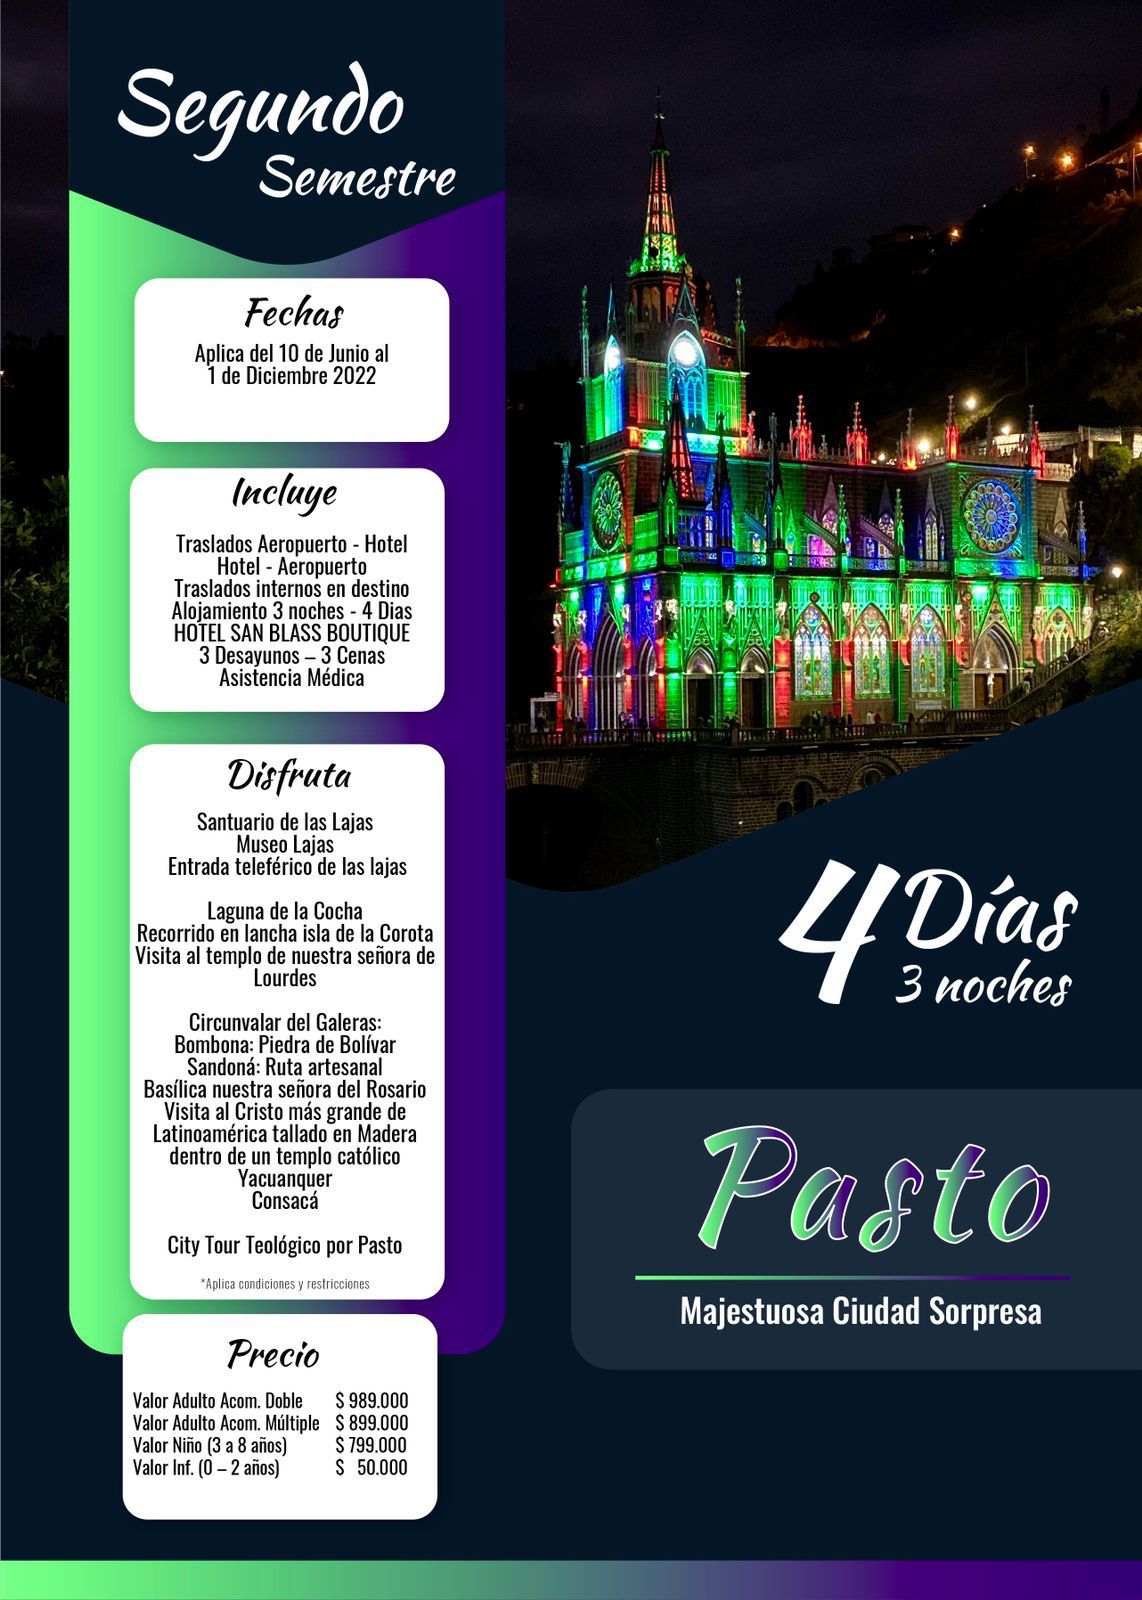 Segundo
Semestre
Fechas
Aplica del 10 de Junio al
1 de Diciembre 2022
Incluye
Traslados Aeropuerto - Hotel
Hotel - Aeropuerto
Traslados internos en destino
Alojamiento 3 noches - 4 Dias
HOTEL SAN BLASS BOUTIQUE
3 Desayunos – 3 Cenas
Asistencia Médica
Disfruta
Santuario de las Lajas
Museo Lajas
Entrada teleférico de las lajas
Laguna de la Cocha
Recorrido en lancha isla de la Corota
Visita al templo de nuestra señora de
Lourdes
Circunvalar del Galeras:
Bombona: Piedra de Bolívar
Sandoná: Ruta artesanal
Basílica nuestra señora del Rosario
Visita al Cristo más grande de
Latinoamérica tallado en Madera
dentro de un templo católico
Yacuanquer
Consacá
City Tour Teológico por Pasto
*Aplica condiciones y restricciones
Precio
Valor Adulto Acom. Doble $ 989.000
Valor Adulto Acom. Múltiple $ 899.000
Valor Niño (3 a 8 años) $ 799.000
Valor Inf. (0 – 2 años) $ 50.000
4 Días
3 noches
Pasto
Majestuosa Ciudad Sorpresa